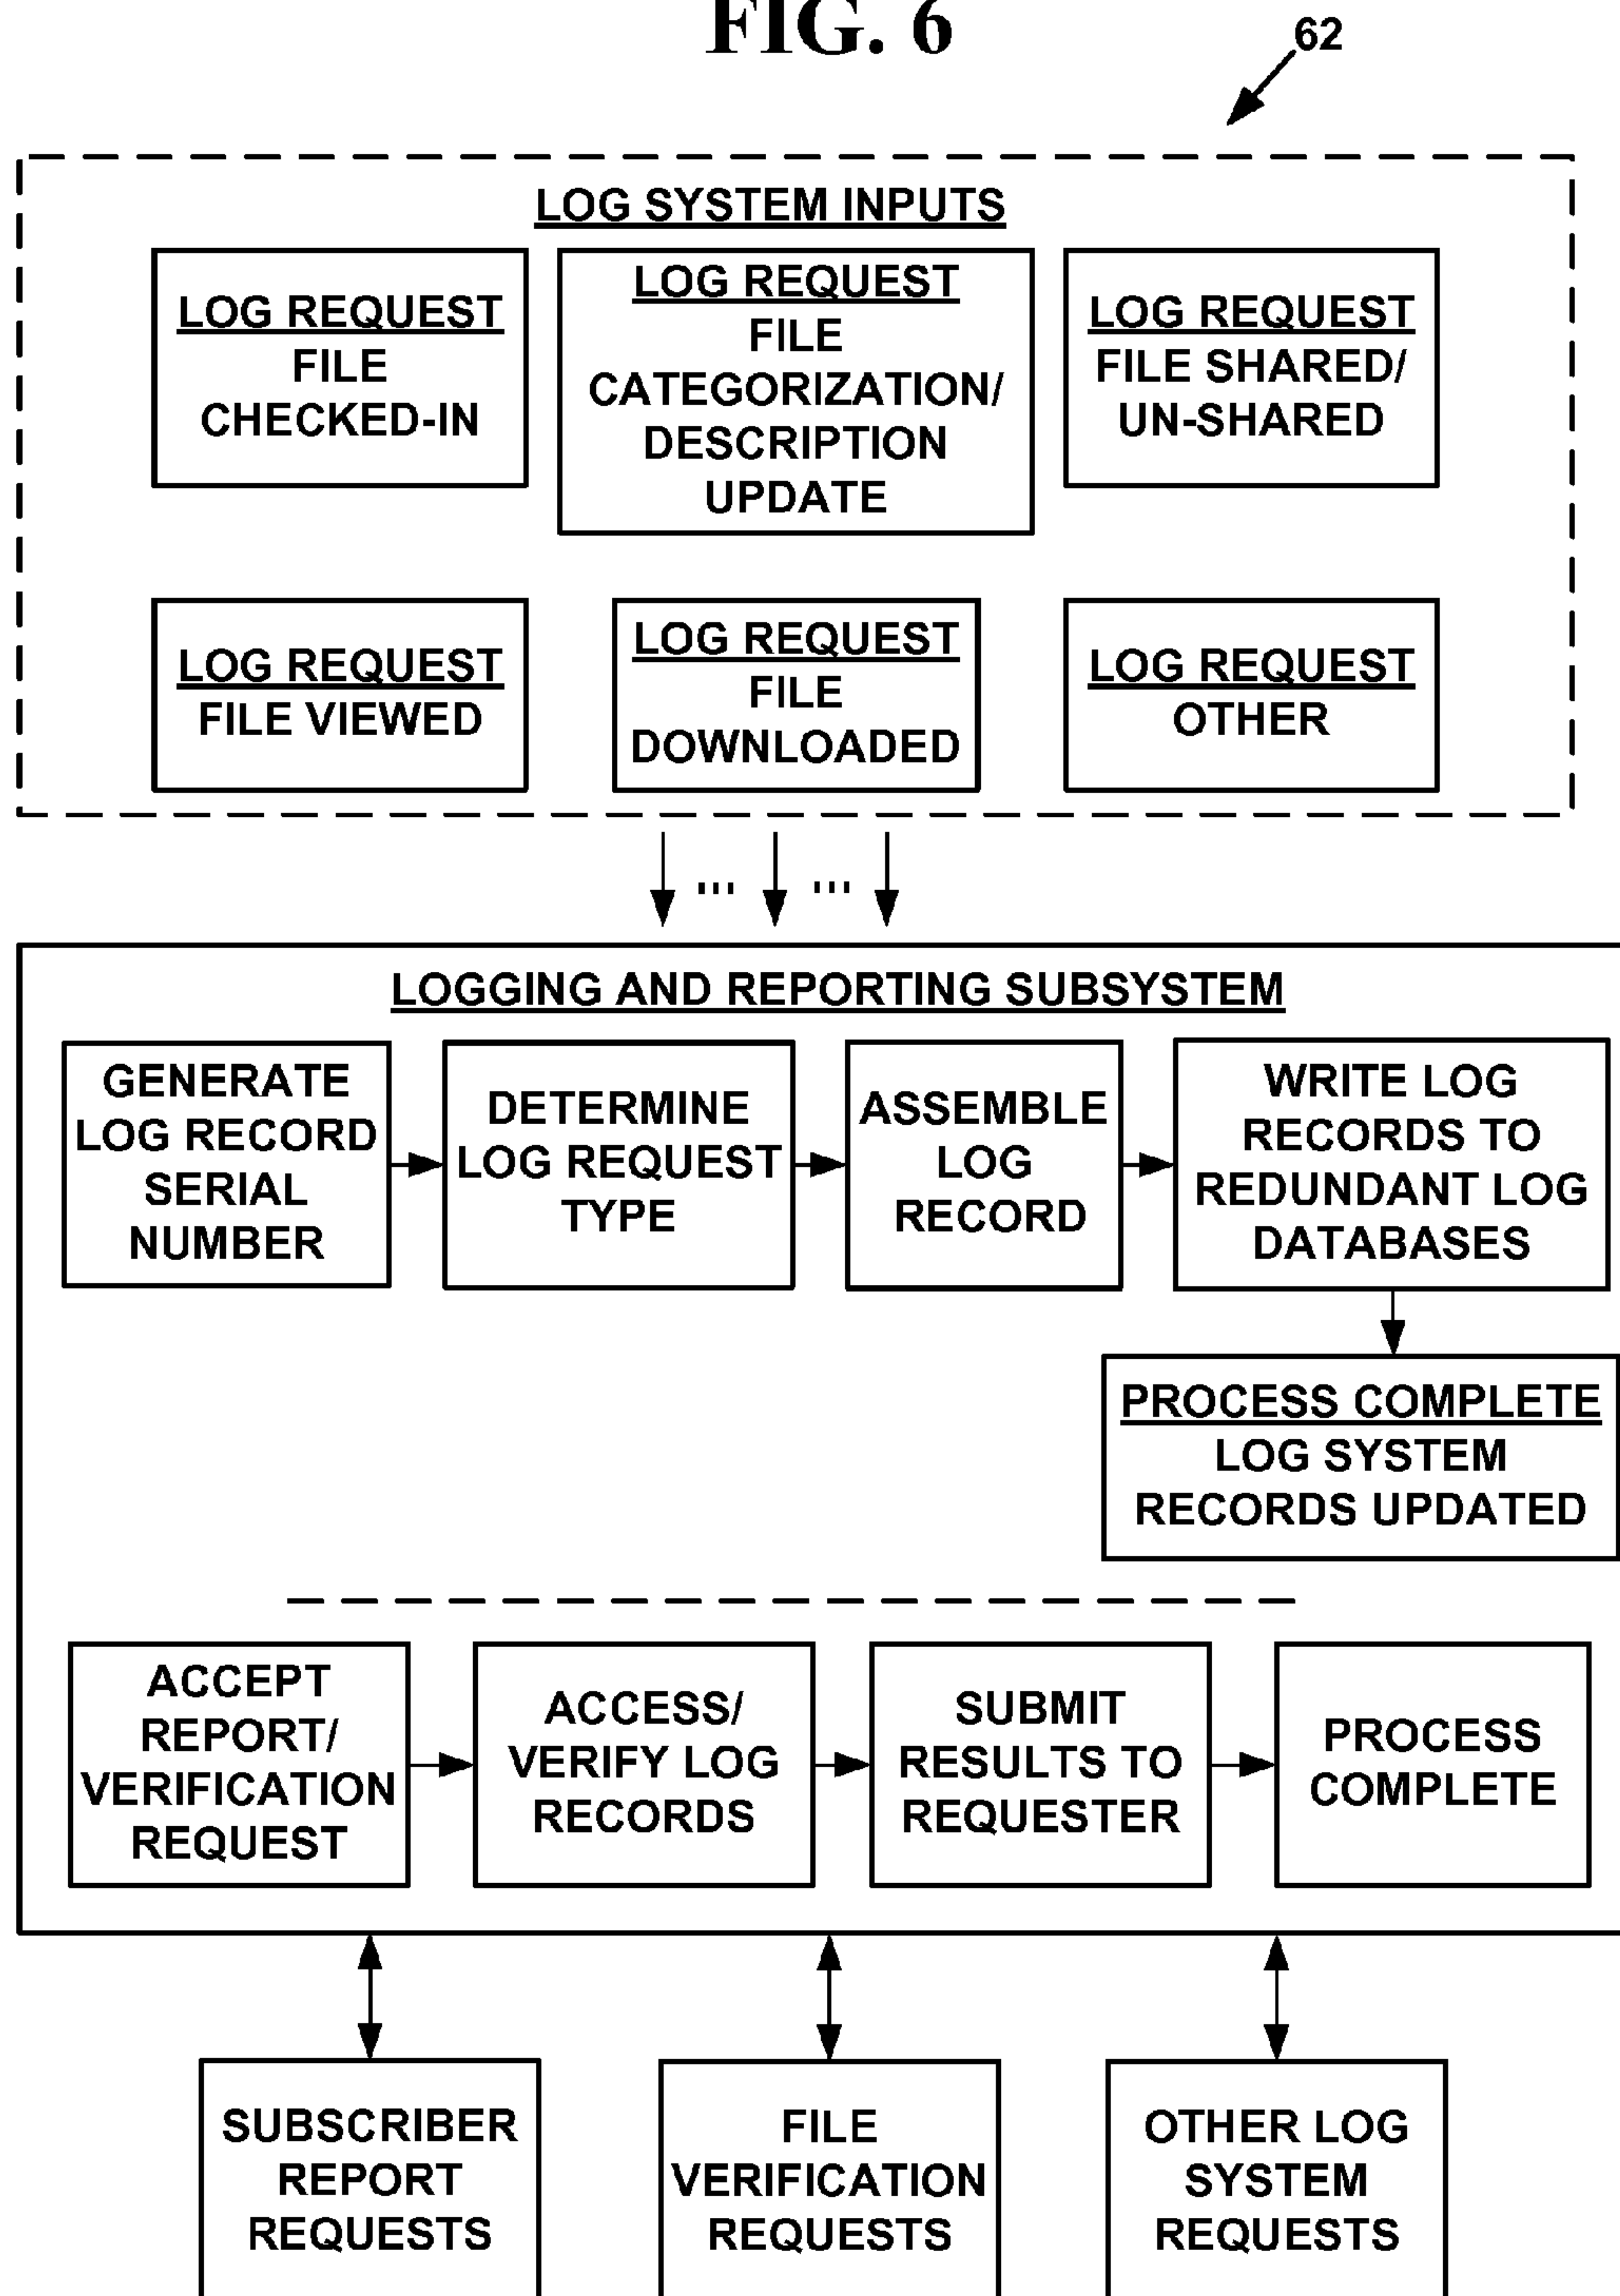 FIG. 6
62
LOG SYSTEM INPUTS
LOG REQUEST
FILE
CHECKED-IN
LOG REQUEST
FILE
CATEGORIZATION/
DESCRIPTION
UPDATE
LOG REQUEST
FILE SHARED/
UN-SHARED
LOG REQUEST
FILE VIEWED
LOG REQUEST
FILE
DOWNLOADED
LOG REQUEST
OTHER
... ...
LOGGING AND REPORTING SUBSYSTEM
GENERATE
LOG RECORD
SERIAL
NUMBER
DETERMINE
LOG REQUEST
TYPE
ASSEMBLE
LOG
RECORD
WRITE LOG
RECORDS TO
REDUNDANT LOG
DATABASES
PROCESS COMPLETE
LOG SYSTEM
RECORDS UPDATED
ACCEPT
REPORT/
VERIFICATION
REQUEST
ACCESS/
VERIFY LOG
RECORDS
SUBMIT
RESULTS TO
REQUESTER
PROCESS
COMPLETE
SUBSCRIBER
REPORT
REQUESTS
FILE
VERIFICATION
REQUESTS
OTHER LOG
SYSTEM
REQUESTS